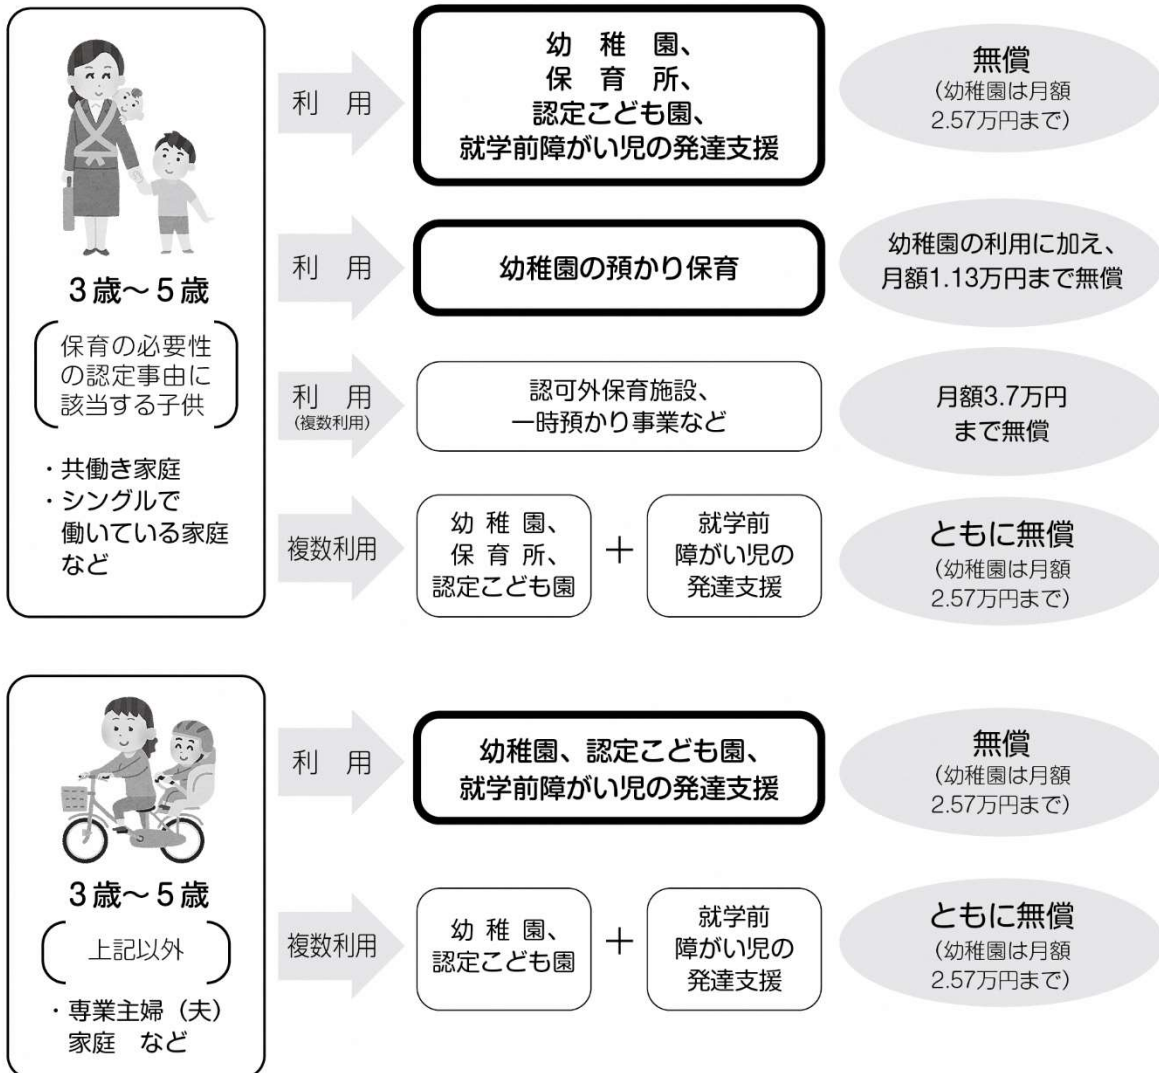 利　用
幼　稚　園、
保　育　所、
認定こども園、
就学前障がい児の発達支援
無償
(幼稚園は月額
2.57万円まで)
利　用
幼稚園の預かり保育
幼稚園の利用に加え、
月額1.13万円まで無償
3歳〜5歳
保育の必要性
の認定事由に
該当する子供
・共働き家庭
・シングルで
働いている家庭
など
利　用
(複数利用)
認可外保育施設、
一時預かり事業など
月額3.7万円
まで無償
複数利用
幼 稚 園、
保 育 所、
認定こども園
＋
就学前
障がい児の
発達支援
ともに無償
(幼稚園は月額
2.57万円まで)
3歳〜5歳
上記以外
・専業主婦（夫）
家庭　など
利　用
幼稚園、認定こども園、
就学前障がい児の発達支援
無償
(幼稚園は月額
2.57万円まで)
複数利用
幼 稚 園、
認定こども園
＋
就学前
障がい児の
発達支援
ともに無償
(幼稚園は月額
2.57万円まで)